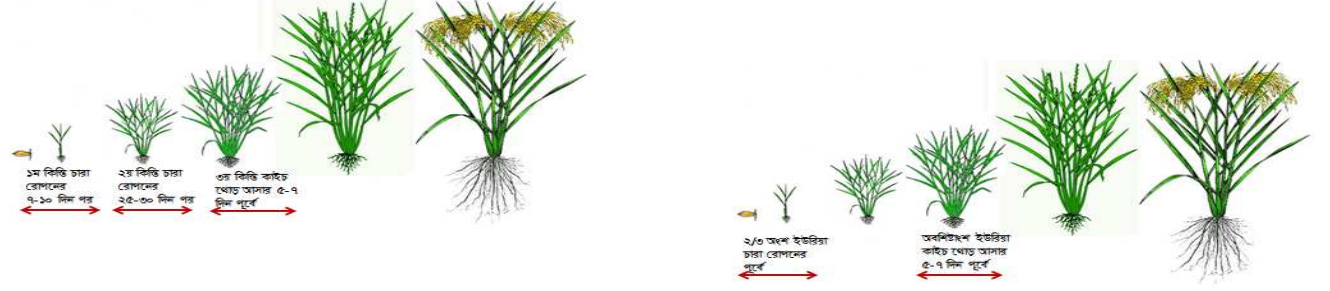 ১ম কিস্তি চারা
রোপনের
৭-১০ দিন পর
২য় কিস্তি চারা
রোপনের
২৫-৩০ দিন পর
৩য় কিস্তি কাইচ
থোড় আসার ৫-৭
দিন পূর্বে
২/৩ অংশ ইউরিয়া
চারা রোপনের
পূর্বে
অবশিষ্টাংশ ইউরিয়া
কাইচ থোড় আসার
৫-৭ দিন পূর্বে